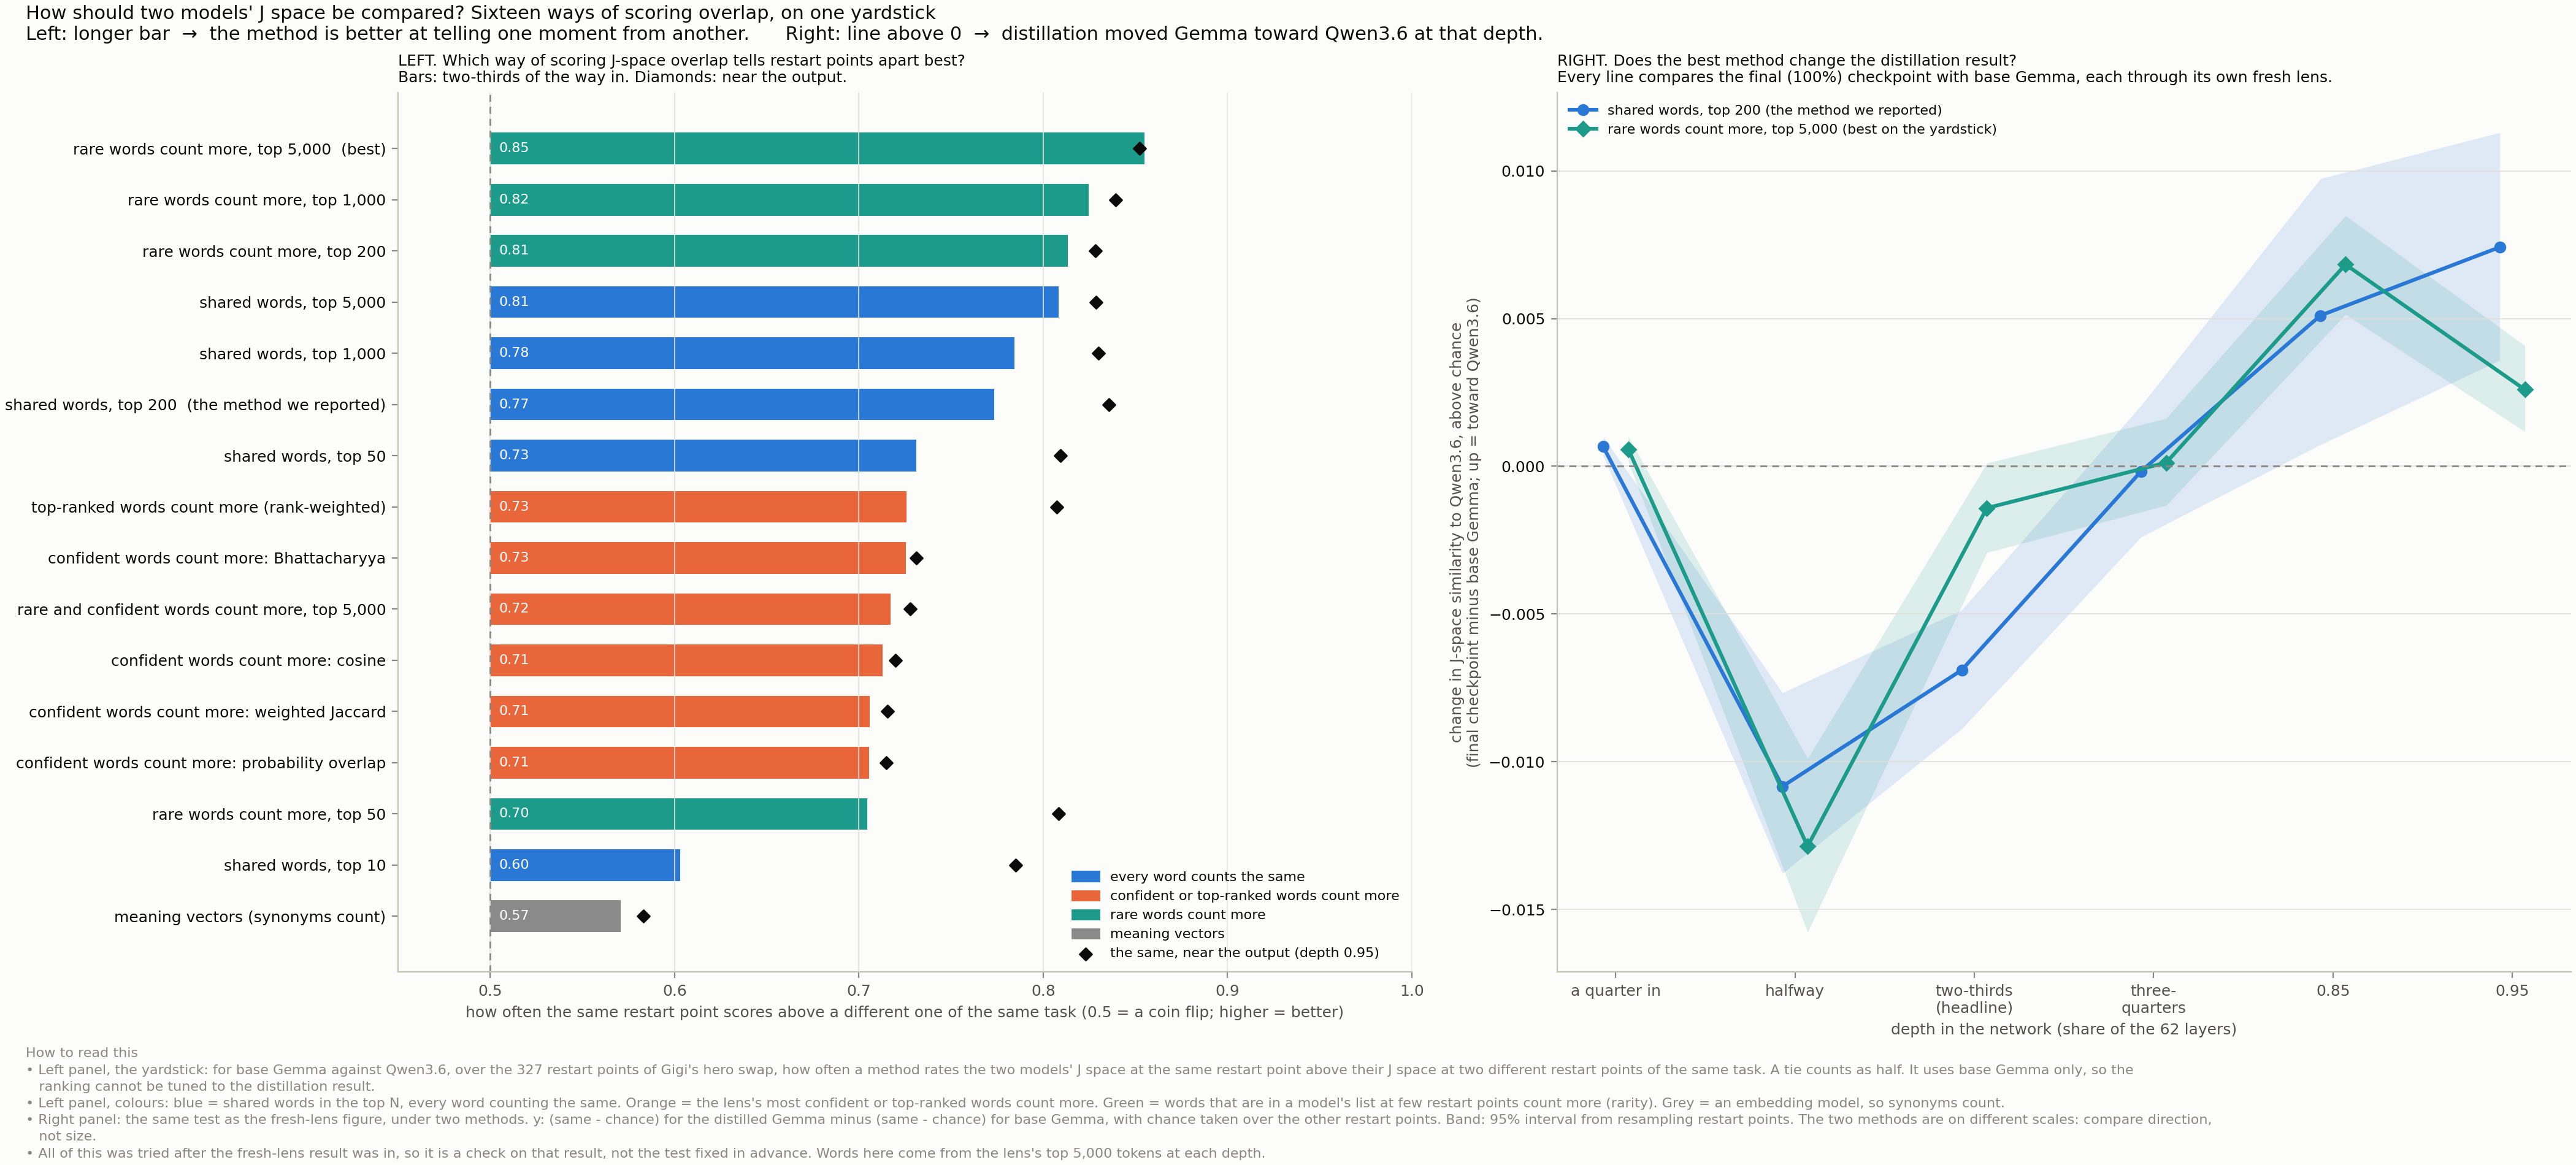 How should two models' J space be compared? Sixteen ways of scoring overlap, on one yardstick
Left: longer bar → the method is better at telling one moment from another. Right: line above 0 → distillation moved Gemma toward Qwen3.6 at that depth.
LEFT. Which way of scoring J-space overlap tells restart points apart best?
Bars: two-thirds of the way in. Diamonds: near the output.
rare words count more, top 5,000 (best)
0.85
rare words count more, top 1,000
0.82
rare words count more, top 200
0.81
shared words, top 5,000
0.81
shared words, top 1,000
0.78
shared words, top 200 (the method we reported)
0.77
shared words, top 50
0.73
top-ranked words count more (rank-weighted)
0.73
confident words count more: Bhattacharyya
0.73
rare and confident words count more, top 5,000
0.72
confident words count more: cosine
0.71
confident words count more: weighted Jaccard
0.71
confident words count more: probability overlap
0.71
rare words count more, top 50
0.70
shared words, top 10
0.60
meaning vectors (synonyms count)
0.57
every word counts the same
confident or top-ranked words count more
rare words count more
meaning vectors
the same, near the output (depth 0.95)
0.5 0.6 0.7 0.8 0.9 1.0
how often the same restart point scores above a different one of the same task (0.5 = a coin flip; higher = better)
RIGHT. Does the best method change the distillation result?
Every line compares the final (100%) checkpoint with base Gemma, each through its own fresh lens.
shared words, top 200 (the method we reported)
rare words count more, top 5,000 (best on the yardstick)
change in J-space similarity to Qwen3.6, above chance
(final checkpoint minus base Gemma; up = toward Qwen3.6)
0.010
0.005
0.000
−0.005
−0.010
−0.015
a quarter in
halfway
two-thirds
(headline)
three-
quarters
0.85
0.95
depth in the network (share of the 62 layers)
How to read this
• Left panel, the yardstick: for base Gemma against Qwen3.6, over the 327 restart points of Gigi's hero swap, how often a method rates the two models' J space at the same restart point above their J space at two different restart points of the same task. A tie counts as half. It uses base Gemma only, so the
ranking cannot be tuned to the distillation result.
• Left panel, colours: blue = shared words in the top N, every word counting the same. Orange = the lens's most confident or top-ranked words count more. Green = words that are in a model's list at few restart points count more (rarity). Grey = an embedding model, so synonyms count.
• Right panel: the same test as the fresh-lens figure, under two methods. y: (same - chance) for the distilled Gemma minus (same - chance) for base Gemma, with chance taken over the other restart points. Band: 95% interval from resampling restart points. The two methods are on different scales: compare direction,
not size.
• All of this was tried after the fresh-lens result was in, so it is a check on that result, not the test fixed in advance. Words here come from the lens's top 5,000 tokens at each depth.